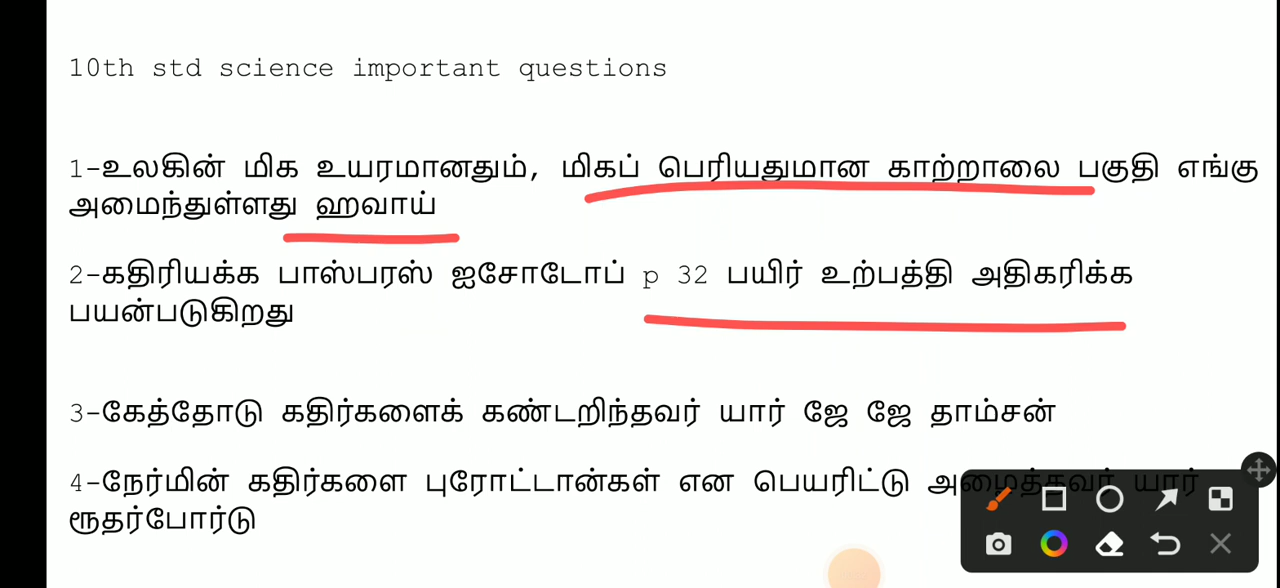 10th std science important questions
1-உலகின் மிக உயரமானதும், மிகப் பெரியதுமான காற்றாலை பகுதி எங்கு
அமைந்துள்ளது ஹவாய்
2-கதிரியக்க பாஸ்பரஸ் ஐசோடோப் p 32 பயிர் உற்பத்தி அதிகரிக்க
பயன்படுகிறது
3-கேத்தோடு கதிர்களைக் கண்டறிந்தவர் யார் ஜே ஜே தாம்சன்
4-நேர்மின் கதிர்களை புரோட்டான்கள் என பெயரிட்டு அழைத்தவர் யார்
ரூதர்போர்டு